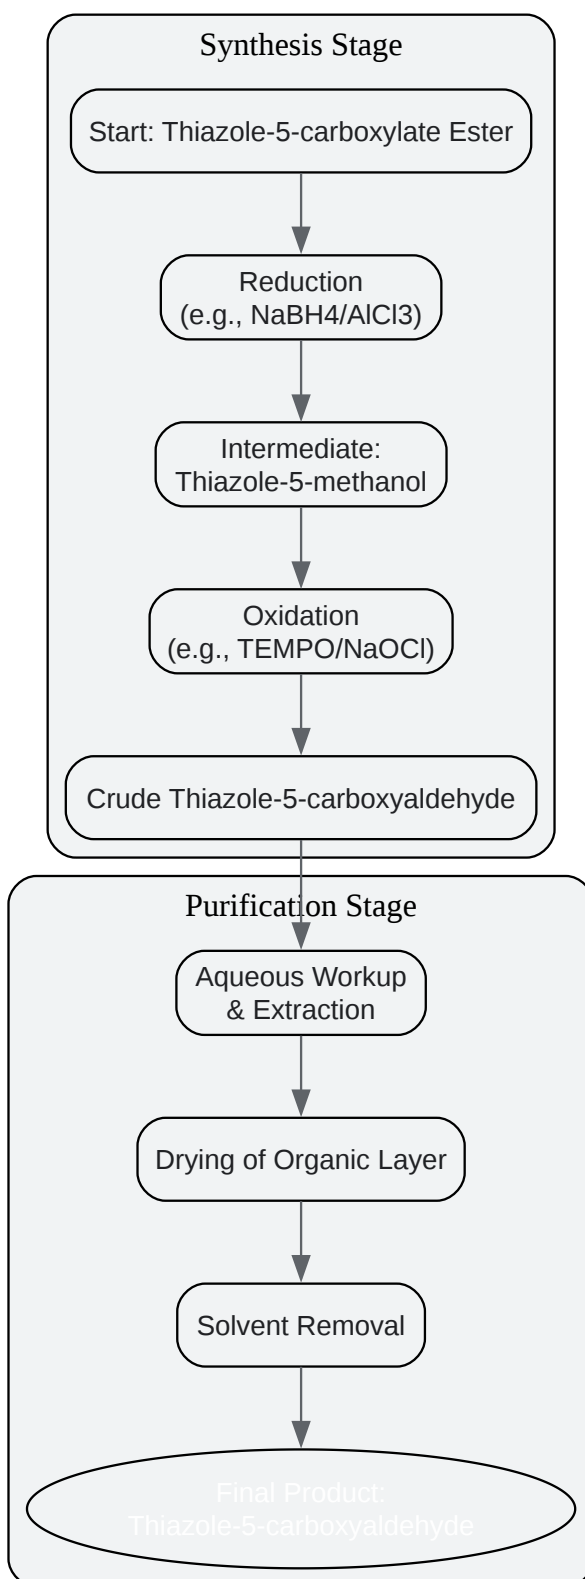 Synthesis Stage
Start: Thiazole-5-carboxylate Ester
Reduction
(e.g., NaBH4/AlCl3)
Intermediate:
Thiazole-5-methanol
Oxidation
(e.g., TEMPO/NaOCl)
Crude Thiazole-5-carboxyaldehyde
Purification Stage
Aqueous Workup
& Extraction
Drying of Organic Layer
Solvent Removal
Final Product:
Thiazole-5-carboxyaldehyde